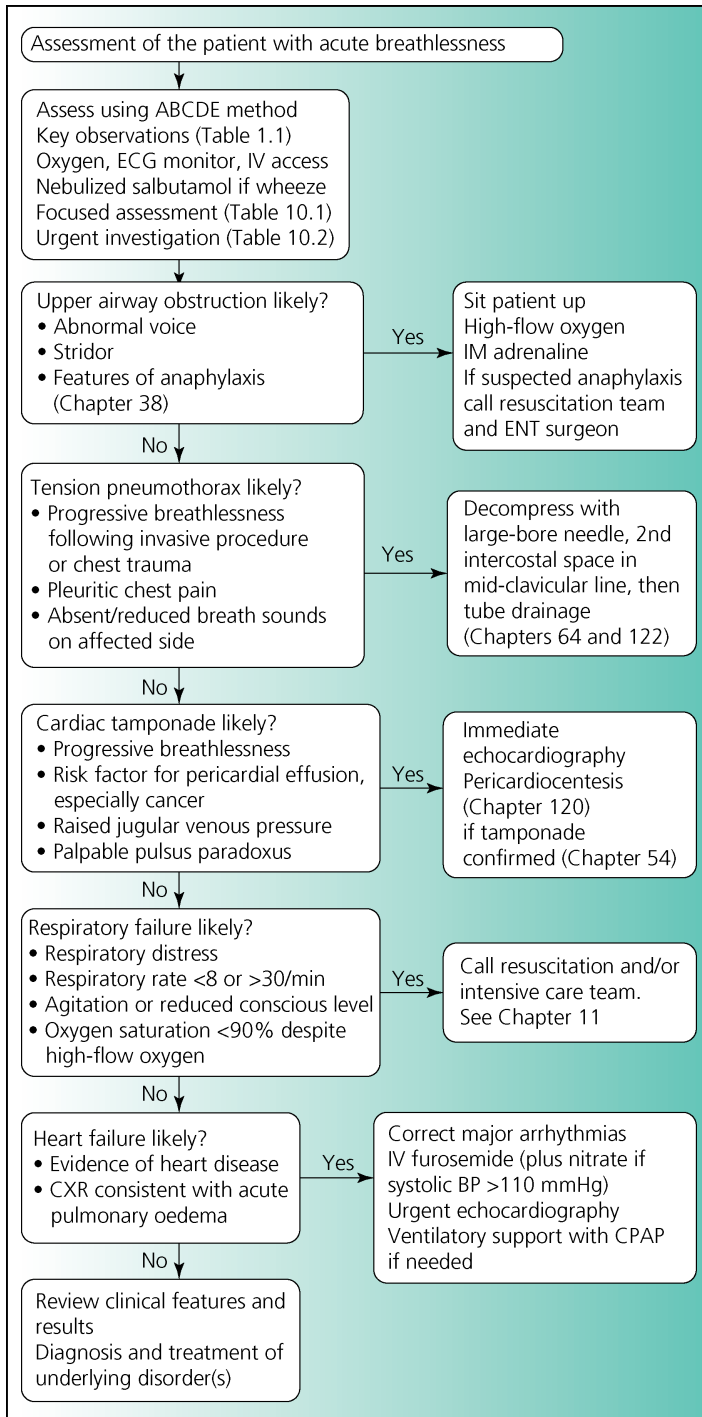 Assessment of the patient with acute breathlessness
Assess using ABCDE method
Key observations (Table 1.1)
Oxygen, ECG monitor, IV access
Nebulized salbutamol if wheeze
Focused assessment (Table 10.1)
Urgent investigation (Table 10.2)
Upper airway obstruction likely?
• Abnormal voice
• Stridor
• Features of anaphylaxis
(Chapter 38)
Yes
Sit patient up
High-flow oxygen
IM adrenaline
If suspected anaphylaxis
call resuscitation team
and ENT surgeon
No
Tension pneumothorax likely?
• Progressive breathlessness
following invasive procedure
or chest trauma
• Pleuritic chest pain
• Absent/reduced breath sounds
on affected side
Yes
Decompress with
large-bore needle, 2nd
intercostal space in
mid-clavicular line, then
tube drainage
(Chapters 64 and 122)
No
Cardiac tamponade likely?
• Progressive breathlessness
• Risk factor for pericardial effusion,
especially cancer
• Raised jugular venous pressure
• Palpable pulsus paradoxus
Yes
Immediate
echocardiography
Pericardiocentesis
(Chapter 120)
if tamponade
confirmed (Chapter 54)
No
Respiratory failure likely?
• Respiratory distress
• Respiratory rate <8 or >30/min
• Agitation or reduced conscious level
• Oxygen saturation <90% despite
high-flow oxygen
Yes
Call resuscitation and/or
intensive care team.
See Chapter 11
No
Heart failure likely?
• Evidence of heart disease
• CXR consistent with acute
pulmonary oedema
Yes
Correct major arrhythmias
IV furosemide (plus nitrate if
systolic BP >110 mmHg)
Urgent echocardiography
Ventilatory support with CPAP
if needed
No
Review clinical features and
results
Diagnosis and treatment of
underlying disorder(s)